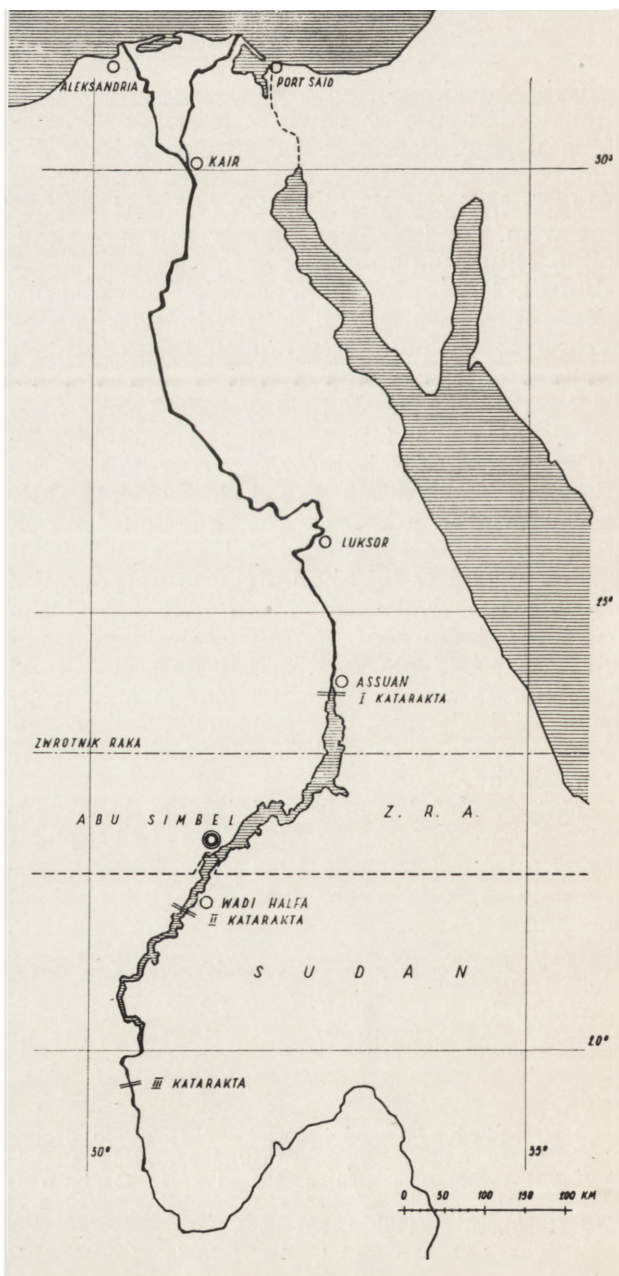 ALEKSANDRIA
PORT SAID
KAIR
30°
LUKSOR
25°
ASSUAN
I KATARAKTA
ZWROTNIK RAKA
ABU SIMBEL
Z. R. A.
WADI HALFA
II KATARAKTA
SUDAN
20°
III KATARAKTA
30°
35°
0 50 100 150 200 KM